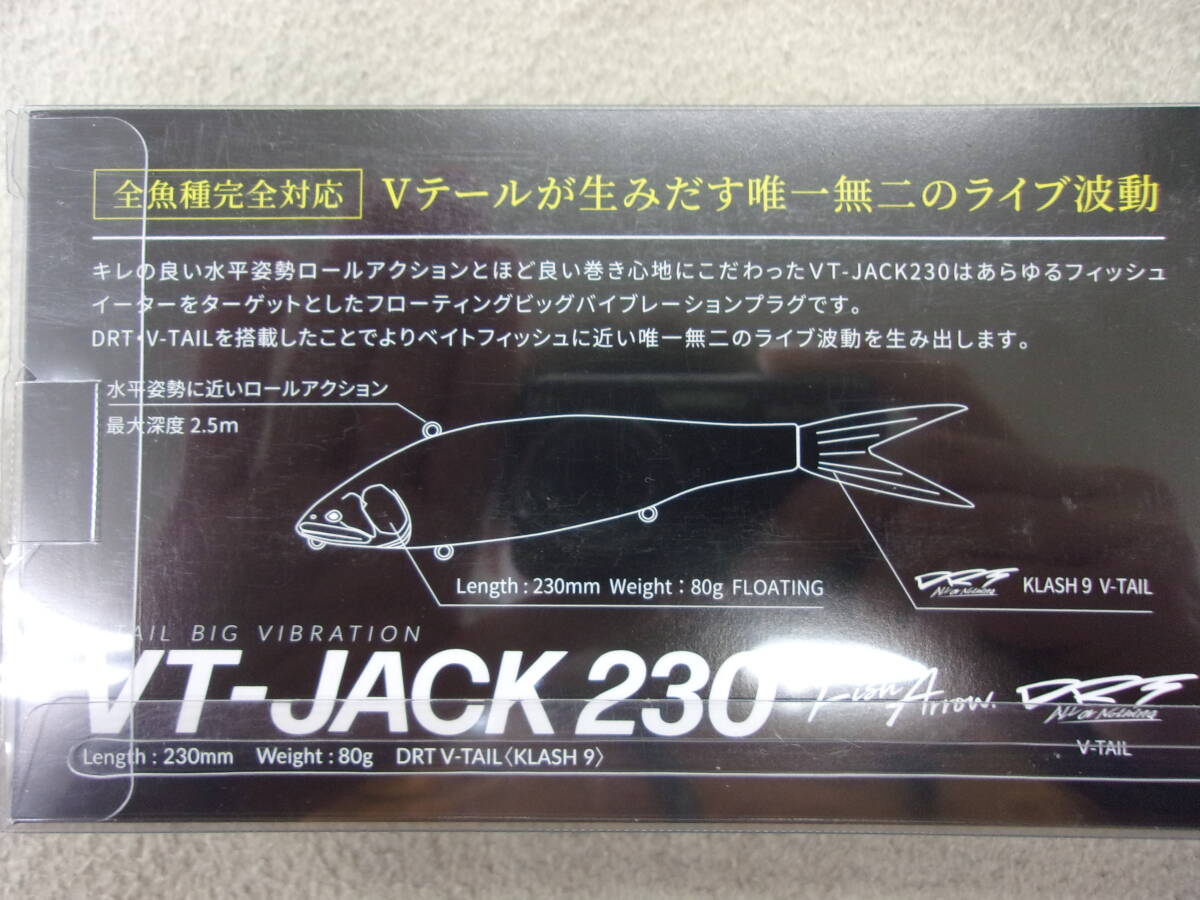 全魚種完全対応 Vテールが生みだす唯一無二のライブ波動
キレの良い水平姿勢ロールアクションとほど良い巻き心地にこだわったVT-JACK230はあらゆるフィッシュ
イーターをターゲットとしたフローティングビッグバイブレーションプラグです。
DRT・V-TAILを搭載したことでよりベイトフィッシュに近い唯一無二のライブ波動を生み出します。
水平姿勢に近いロールアクション
最大深度 2.5m
Length : 230mm Weight : 80g FLOATING
DRT KLASH 9 V-TAIL
All or Nothing
TAIL BIG VIBRATION
VT-JACK 230 Fish Arrow. DRT
All or Nothing
Length : 230mm Weight : 80g DRT V-TAIL〈KLASH 9〉
V-TAIL